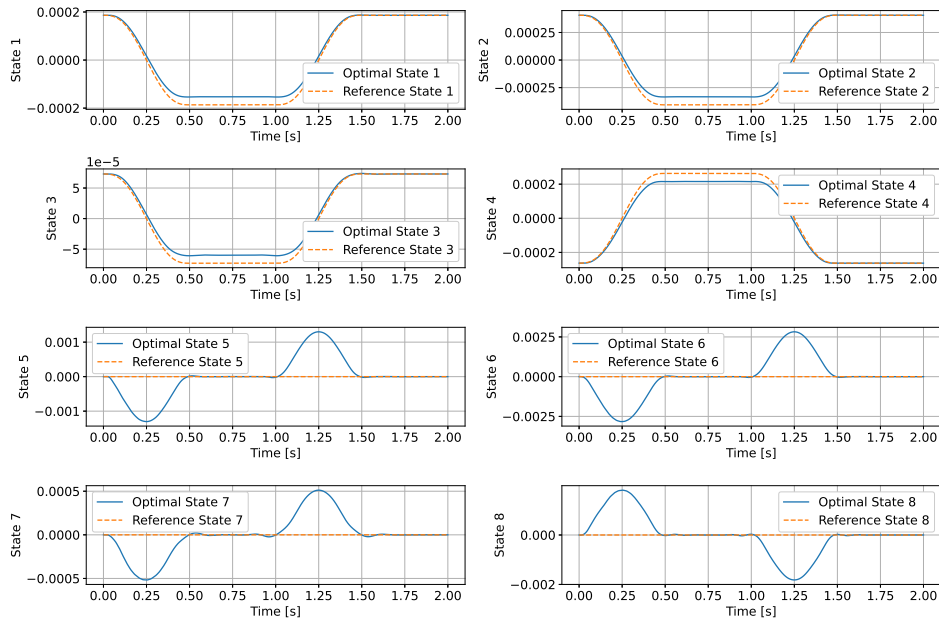 0.0002
0.0000
−0.0002
State 1
Optimal State 1
Reference State 1
0.00 0.25 0.50 0.75 1.00 1.25 1.50 1.75 2.00
Time [s]
0.00025
0.00000
−0.00025
State 2
Optimal State 2
Reference State 2
0.00 0.25 0.50 0.75 1.00 1.25 1.50 1.75 2.00
Time [s]
1e−5
5
0
−5
State 3
Optimal State 3
Reference State 3
0.00 0.25 0.50 0.75 1.00 1.25 1.50 1.75 2.00
Time [s]
0.0002
0.0000
−0.0002
State 4
Optimal State 4
Reference State 4
0.00 0.25 0.50 0.75 1.00 1.25 1.50 1.75 2.00
Time [s]
0.001
0.000
−0.001
State 5
Optimal State 5
Reference State 5
0.00 0.25 0.50 0.75 1.00 1.25 1.50 1.75 2.00
Time [s]
0.0025
0.0000
−0.0025
State 6
Optimal State 6
Reference State 6
0.00 0.25 0.50 0.75 1.00 1.25 1.50 1.75 2.00
Time [s]
0.0005
0.0000
−0.0005
State 7
Optimal State 7
Reference State 7
0.00 0.25 0.50 0.75 1.00 1.25 1.50 1.75 2.00
Time [s]
0.000
−0.002
State 8
Optimal State 8
Reference State 8
0.00 0.25 0.50 0.75 1.00 1.25 1.50 1.75 2.00
Time [s]